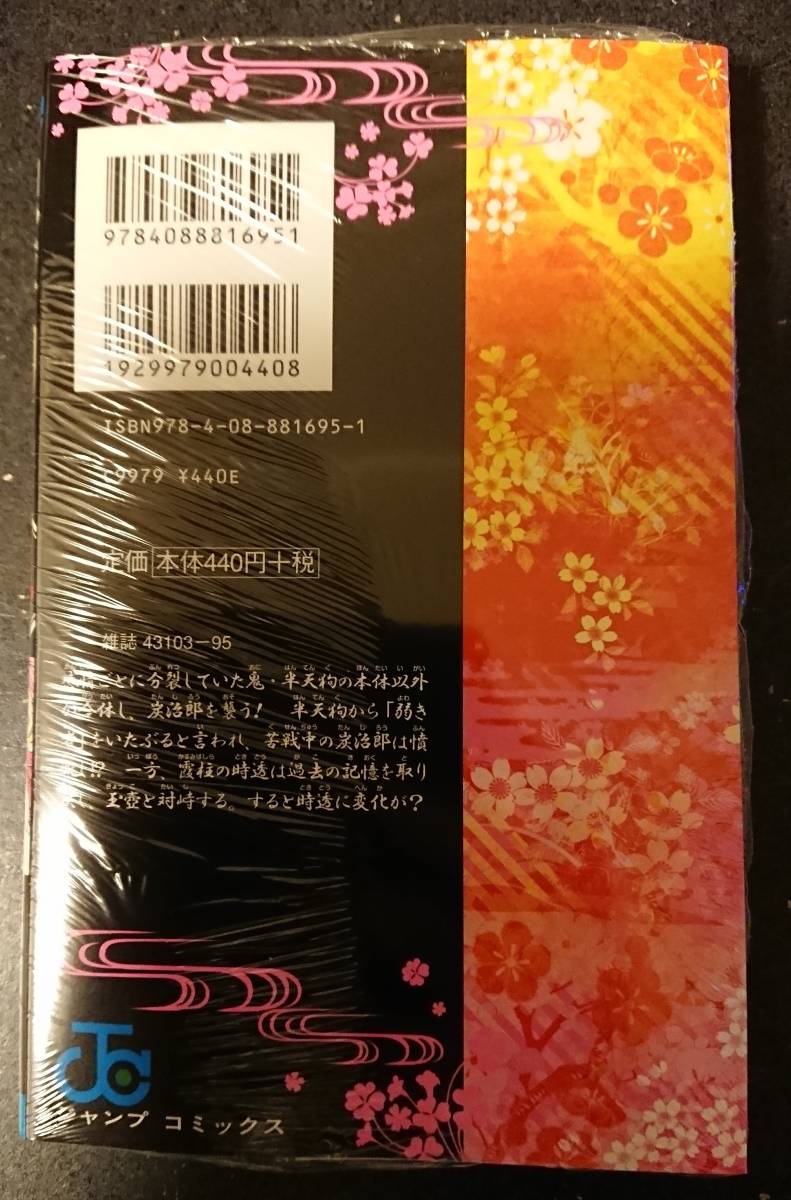 9784088816951
1929979004408
ISBN978-4-08-881695-1
C9979 ¥440E
定価 本体440円+税
雑誌 43103-95
ごとに分裂していた鬼・半天狗の本体以外
合体し、炭治郎を襲う! 半天狗から「弱き
」をいたぶると言われ、苦戦中の炭治郎は憤
!? 一方、霞柱の時透は過去の記憶を取り
、玉壺と対峙する。すると時透に変化が?
JC
ジャンプ コミックス